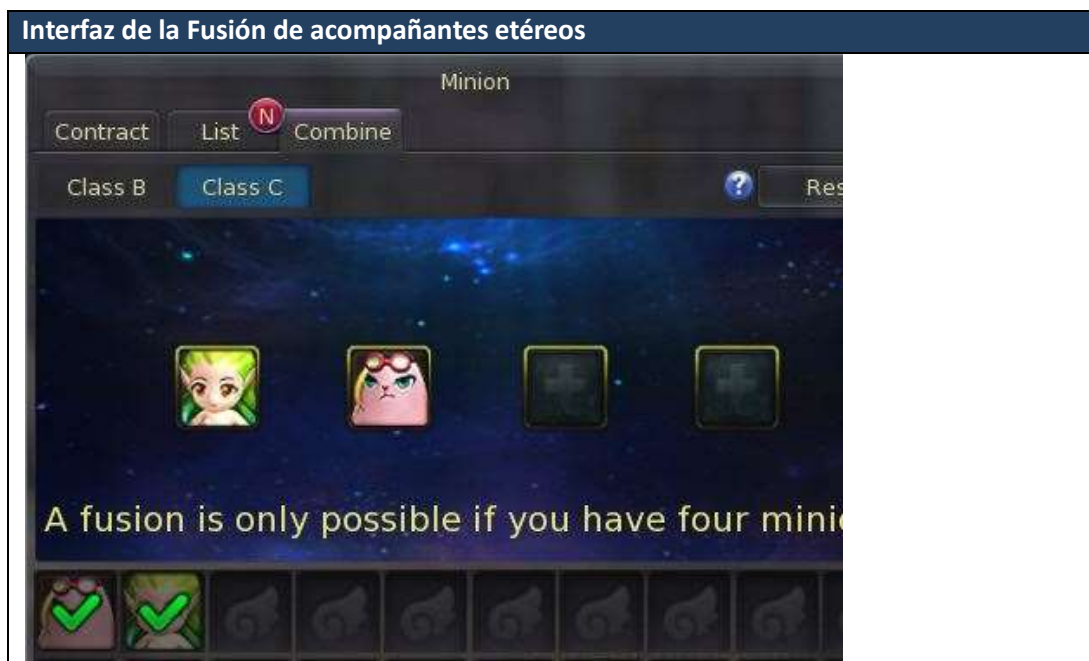 Interfaz de la Fusión de acompañantes etéreos
Minion
Contract List N Combine
Class B Class C ?
A fusion is only possible if you have four